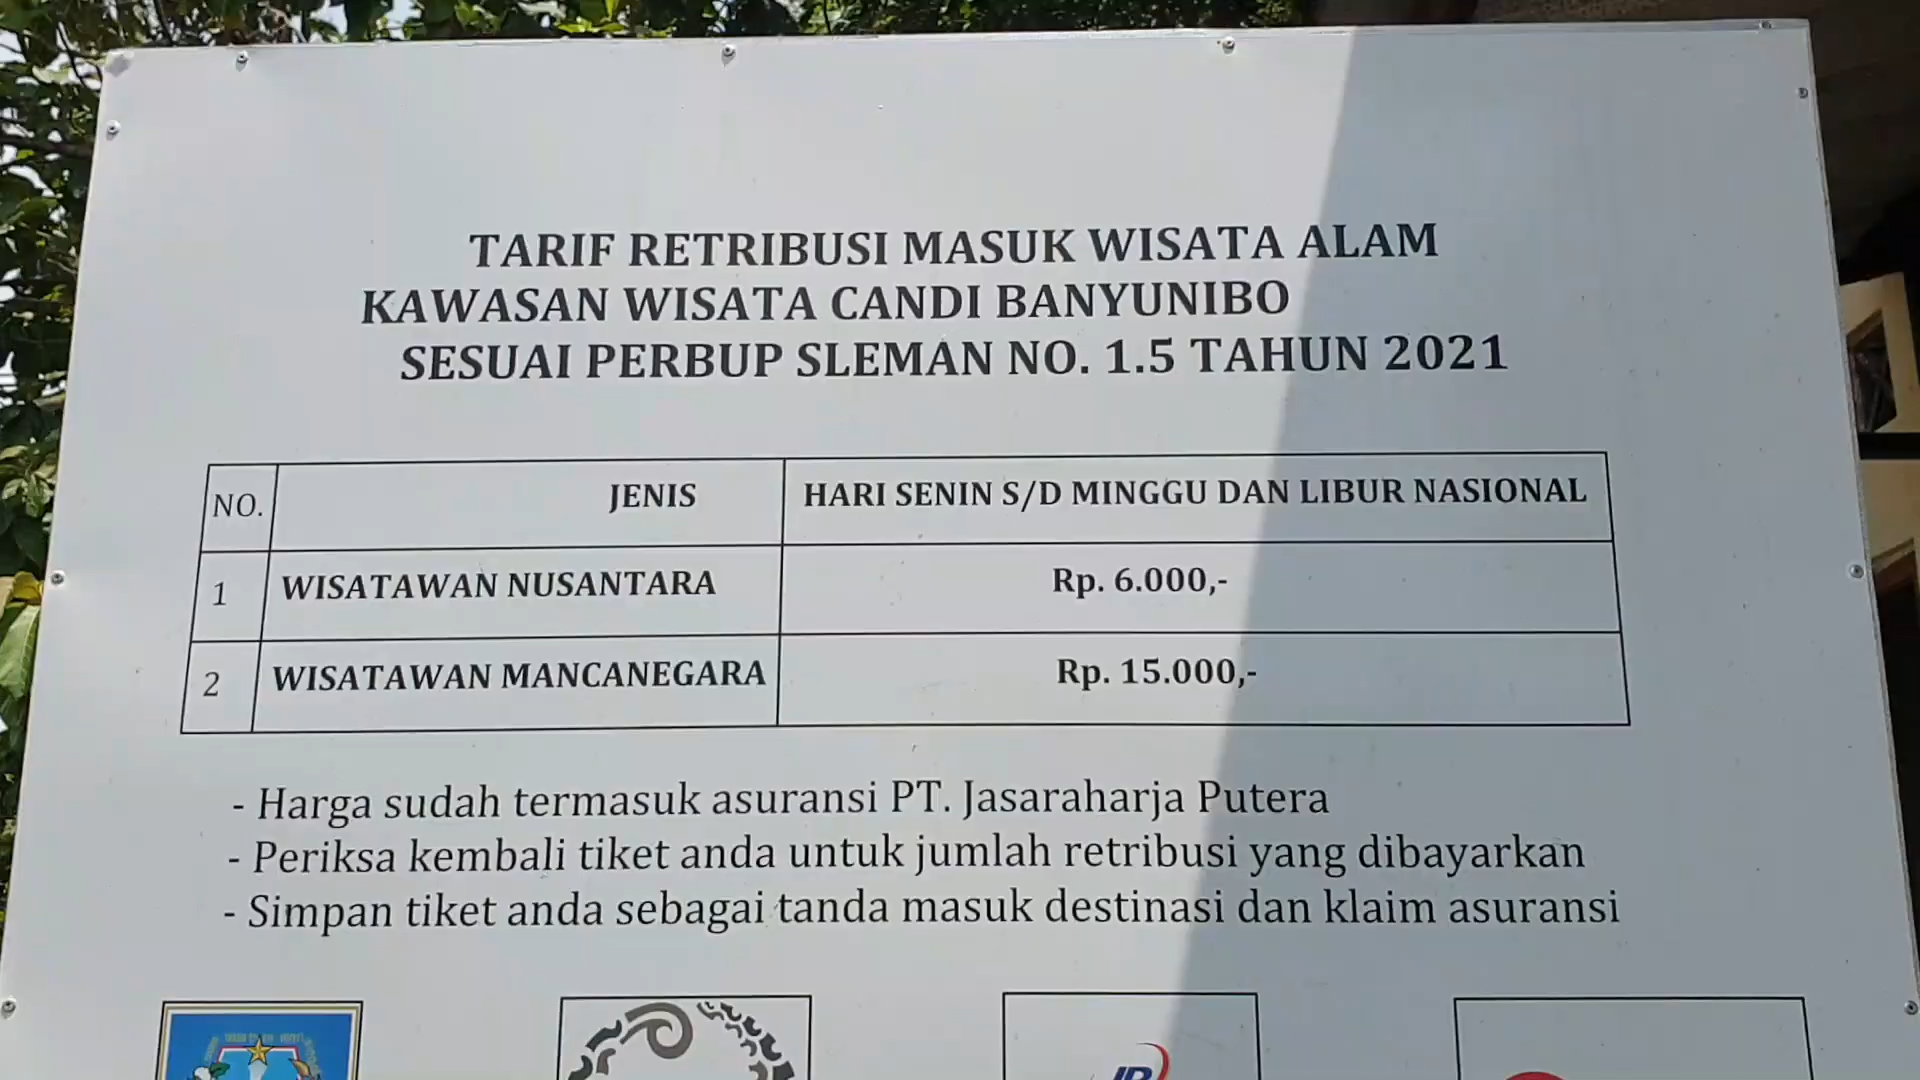 TARIF RETRIBUSI MASUK WISATA ALAM
KAWASAN WISATA CANDI BANYUNIBO
SESUAI PERBUP SLEMAN NO. 1.5 TAHUN 2021
NO. JENIS HARI SENIN S/D MINGGU DAN LIBUR NASIONAL
1 WISATAWAN NUSANTARA Rp. 6.000,-
2 WISATAWAN MANCANEGARA Rp. 15.000,-
- Harga sudah termasuk asuransi PT. Jasaraharja Putera
- Periksa kembali tiket anda untuk jumlah retribusi yang dibayarkan
- Simpan tiket anda sebagai tanda masuk destinasi dan klaim asuransi